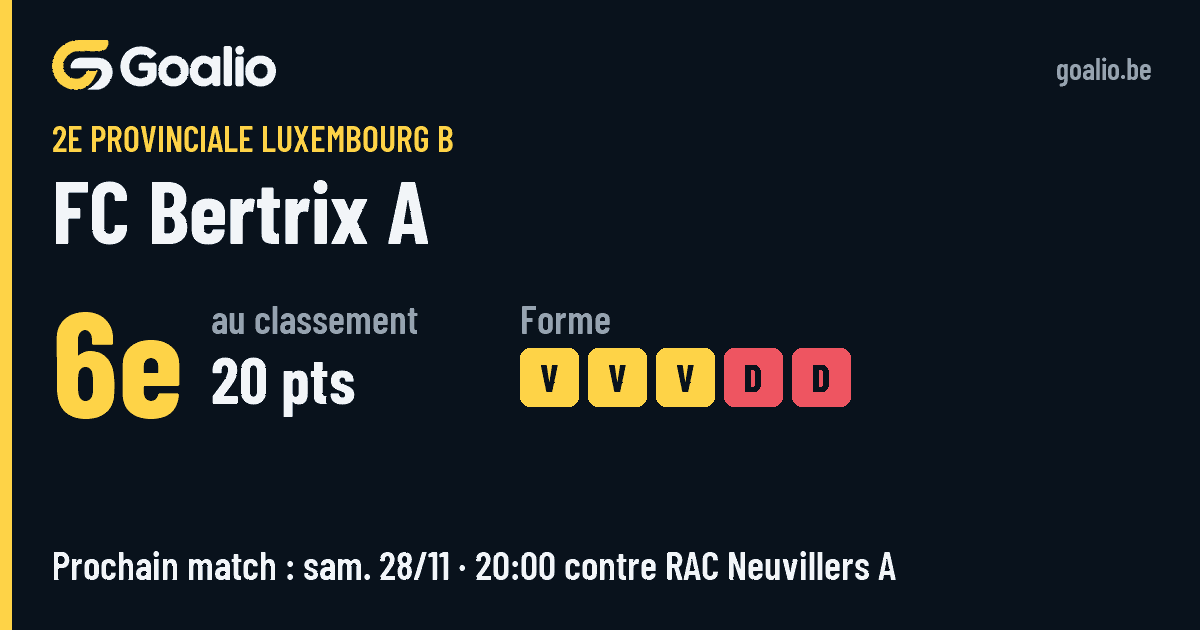 Goalio
goalio.be
2E PROVINCIALE LUXEMBOURG B
FC Bertrix A
6e
au classement
20 pts
Forme
V V V D D
Prochain match : sam. 28/11 · 20:00 contre RAC Neuvillers A